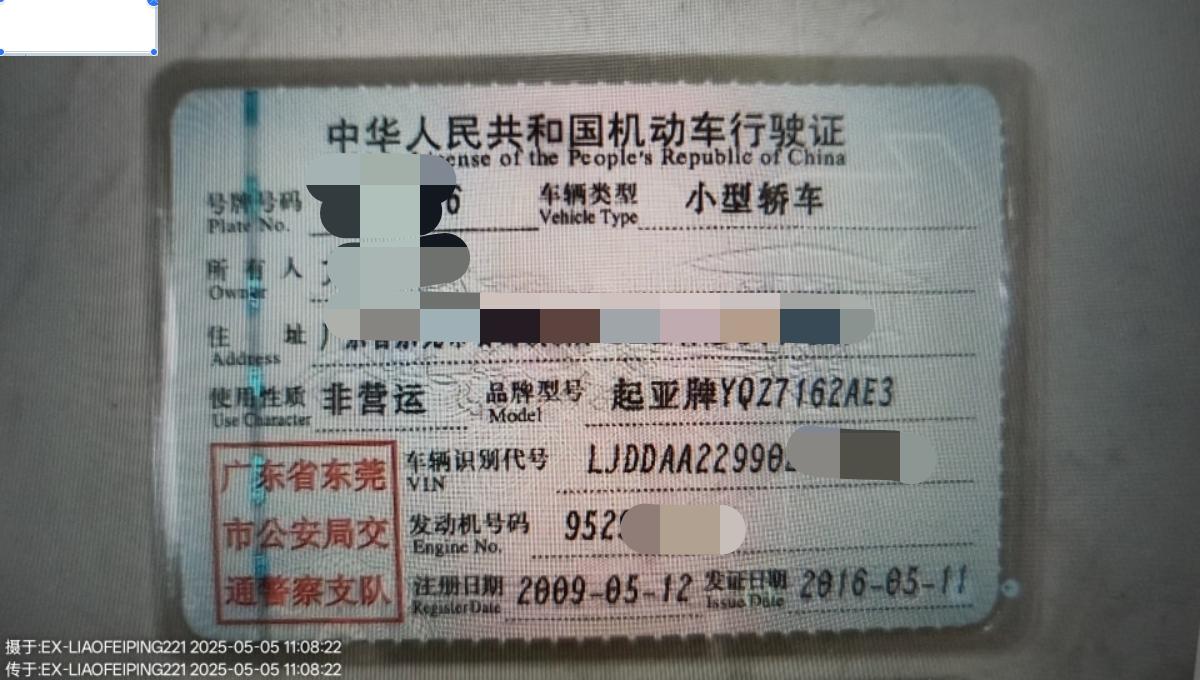 中华人民共和国机动车行驶证
ense of the People's Republic of China
号牌号码 6 车辆类型 小型轿车
Plate No. Vehicle Type
所有人
Owner
住址
Address
使用性质 非营运 品牌型号 起亚牌YQZ7162AE3
Use Character Model
车辆识别代号 LJDDAA22990
VIN
发动机号码 952
Engine No.
注册日期 2009-05-12 发证日期 2016-05-11
Register Date Issue Date
广东省东莞
市公安局交
通警察支队
摄于:EX-LIAOFEIPING221 2025-05-05 11:08:22
传于:EX-LIAOFEIPING221 2025-05-05 11:08:22